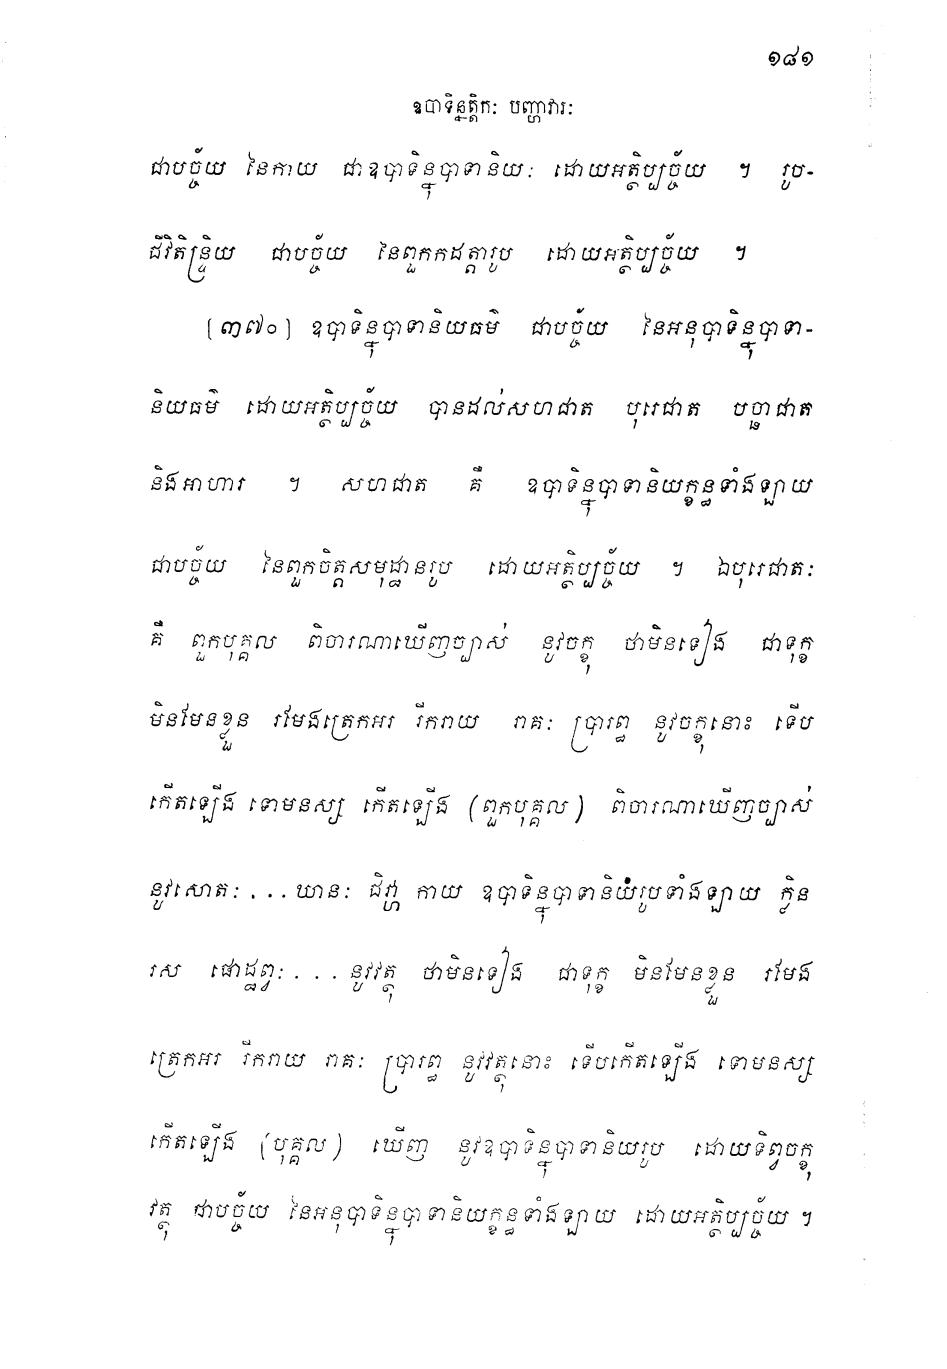 ១៨១
ឧបាទិន្នត្តិកៈ បញ្ហាវារៈ
ជាបច្ច័យ នៃកាយ ជាឧបាទិន្នុបាទានិយៈ ដោយអត្ថិប្បច្ច័យ ។ រូប-
ជីវិតិន្ទ្រិយ ជាបច្ច័យ នៃពួកកដត្តារូប ដោយអត្ថិប្បច្ច័យ ។
(៣៧០) ឧបាទិន្នុបាទានិយធម៌ ជាបច្ច័យ នៃអនុបាទិន្នុបាទា-
និយធម៌ ដោយអត្ថិប្បច្ច័យ បានដល់សហជាត បុរេជាត បច្ឆាជាត
និងអាហារ ។ សហជាត គឺ ឧបាទិន្នុបាទានិយក្ខន្ធទាំងឡាយ
ជាបច្ច័យ នៃពួកចិត្តសមុដ្ឋានរូប ដោយអត្ថិប្បច្ច័យ ។ ឯបុរេជាតៈ
គឺ ពួកបុគ្គល ពិចារណាឃើញច្បាស់ នូវចក្ខុ ថាមិនទៀង ជាទុក្ខ
មិនមែនខ្លួន រមែងត្រេកអរ រីករាយ រាគៈ ប្រារព្ធ នូវចក្ខុនោះ ទើប
កើតឡើង ទោមនស្ស កើតឡើង (ពួកបុគ្គល) ពិចារណាឃើញច្បាស់
នូវសោតៈ ... ឃានៈ ជិវ្ហា កាយ ឧបាទិន្នុបាទានិយរូបទាំងឡាយ ក្លិន
រស ផោដ្ឋព្វៈ ... នូវវត្ថុ ថាមិនទៀង ជាទុក្ខ មិនមែនខ្លួន រមែង
ត្រេកអរ រីករាយ រាគៈ ប្រារព្ធ នូវវត្ថុនោះ ទើបកើតឡើង ទោមនស្ស
កើតឡើង (បុគ្គល) ឃើញ នូវឧបាទិន្នុបាទានិយរូប ដោយទិព្វចក្ខុ
វត្ថុ ជាបច្ច័យ នៃអនុបាទិន្នុបាទានិយក្ខន្ធទាំងឡាយ ដោយអត្ថិប្បច្ច័យ ។